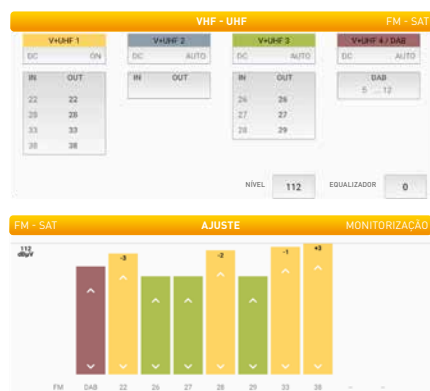 VHF - UHF FM - SAT
V+UHF 1 V+UHF 2 V+UHF 3 V+UHF 4 / DAB
DC ON DC AUTO DC AUTO DC AUTO
IN OUT IN OUT IN OUT DAB
5 ...12
22 22 26 26
28 28 27 27
33 33 28 29
38 38
NÍVEL 112 EQUALIZADOR 0
FM - SAT AJUSTE MONITORIZAÇÃO
112
dBµV
-3 -2 -1 +3
FM DAB 22 26 27 28 29 33 38 -- --